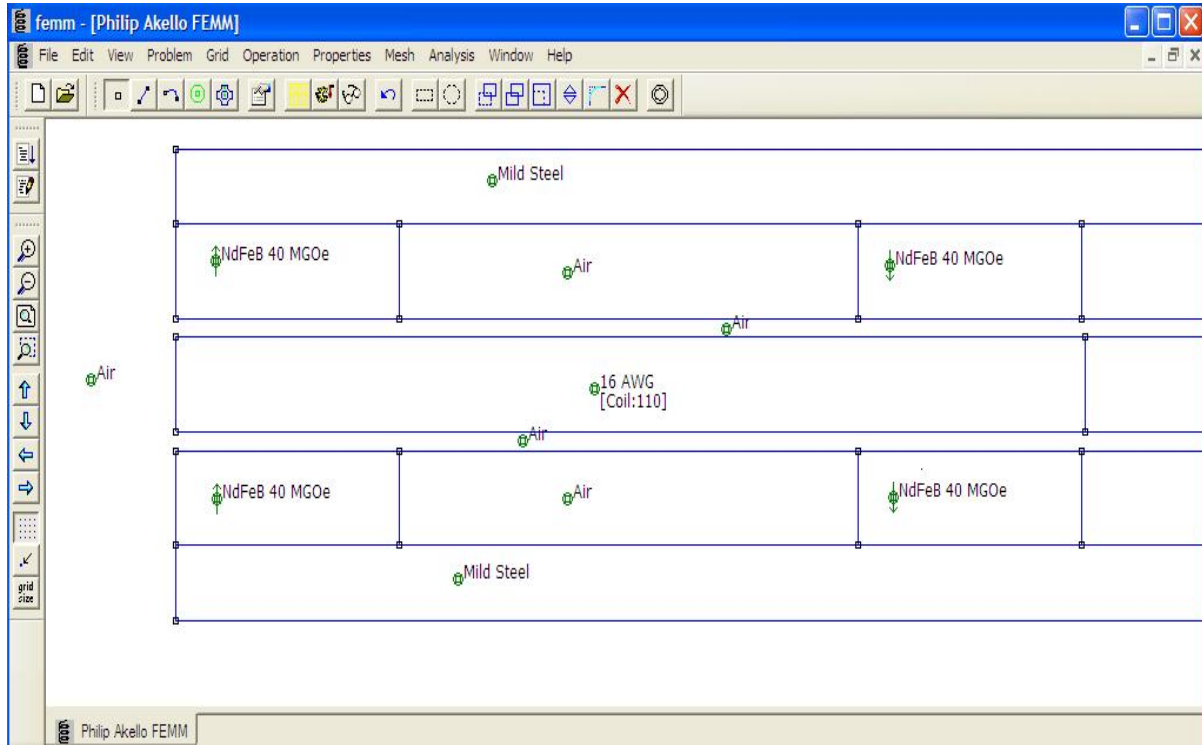 femm - [Philip Akello FEMM]
File Edit View Problem Grid Operation Properties Mesh Analysis Window Help
grid
size
Mild Steel
NdFeB 40 MGOe
Air
NdFeB 40 MGOe
Air
Air
16 AWG
[Coil:110]
Air
NdFeB 40 MGOe
Air
NdFeB 40 MGOe
Mild Steel
Philip Akello FEMM